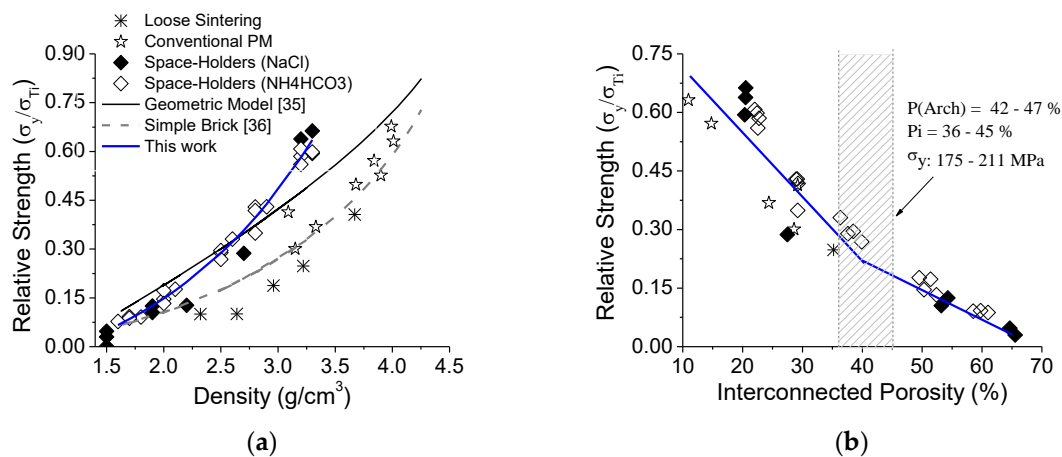 (a)
Loose Sintering
Conventional PM
Space-Holders (NaCl)
Space-Holders (NH4HCO3)
Geometric Model [35]
Simple Brick [36]
This work
Relative Strength (σy/σTi)
0.90
0.75
0.60
0.45
0.30
0.15
0.00
1.5 2.0 2.5 3.0 3.5 4.0 4.5
Density (g/cm3)
(a)
(b)
Relative Strength (σy/σTi)
0.75
0.60
0.45
0.30
0.15
0.00
P(Arch) = 42 - 47 %
Pi = 36 - 45 %
σy: 175 - 211 MPa
10 20 30 40 50 60 70
Interconnected Porosity (%)
(b)